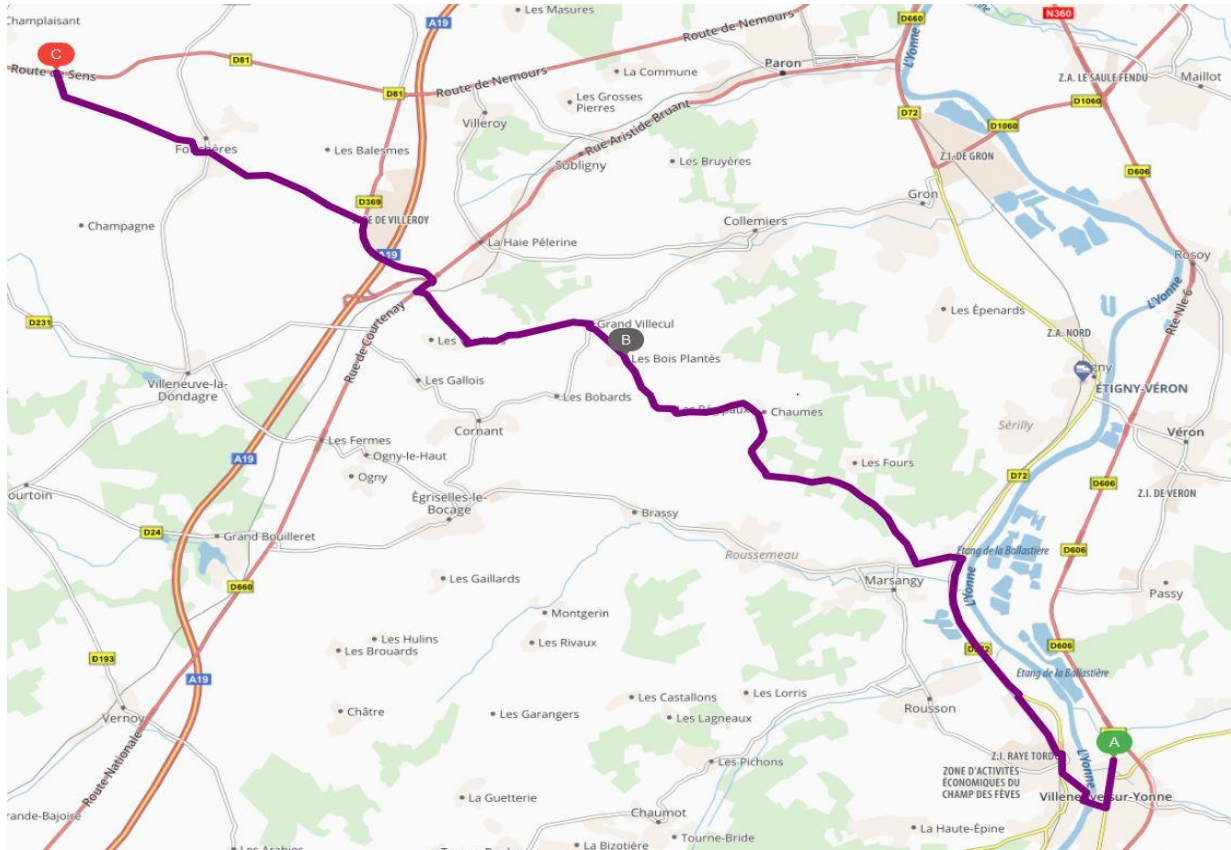 Champlaisant
Les Masures
A19
D660
N360
C
Route de Sens
D81
Route de Nemours
La Commune
Paron
L'Yonne
Z.A. LE SAULE FENDU
Maillot
D81
Route de Nemours
Les Grosses
Pierres
D1060
D72
D1060
Villeroy
Rue Aristide Bruant
Les Balesmes
Subligny
Les Bruyères
Z.I. DE GRON
D606
D369
DE VILLEROY
Gron
Champagne
Collemiers
La Haie Pélerine
A19
Rosoy
L'Yonne
Rte Nle 6
D231
Rue de Courtenay
Les Épenards
Grand Villecul
B
Z.A. NORD
Les Bois Plantés
Villeneuve-la-
Dondagre
Les Gallois
ÉTIGNY-VÉRON
Les Bobards
Chaumes
Cornant
Sérilly
Véron
Les Fermes
Ogny-le-Haut
A19
Les Fours
Ogny
D72
D606
Z.I. DE VERON
Égriselles-le-
Bocage
Brassy
D24
Grand Bouilleret
Roussemeau
Etang de la Ballastière
D606
D660
Les Gaillards
Marsangy
L'Yonne
Passy
Montgerin
Les Hulins
Les Rivaux
Les Brouards
D606
D193
A19
Etang de la Ballastière
Les Castallons
Les Lorris
Châtre
Les Garangers
Les Lagneaux
Rousson
Vernoy
A
Route Nationale
Les Pichons
Z.I. RAYE
L'Yonne
ZONE D'ACTIVITÉS
ÉCONOMIQUES DU
CHAMP DES FÈVES
Villeneuve-sur-Yonne
La Guetterie
Chaumot
La Haute-Épine
Tourne-Bride
La Bizotière